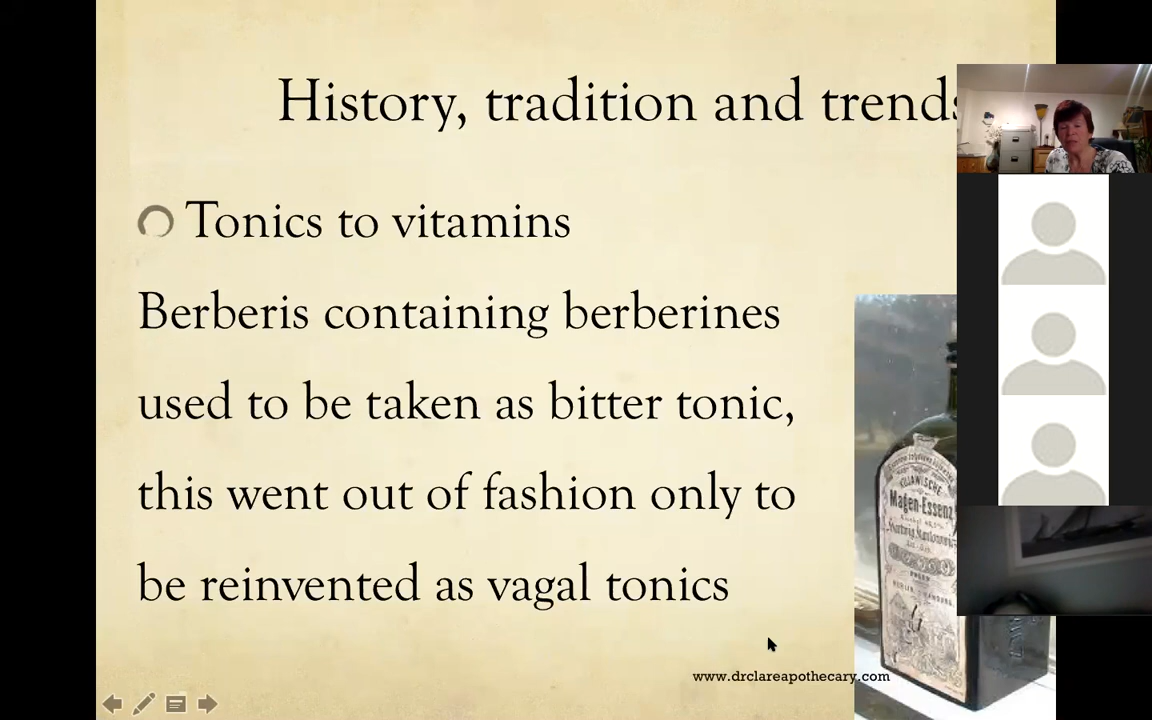 History, tradition and trends
Tonics to vitamins
Berberis containing berberines
used to be taken as bitter tonic,
this went out of fashion only to
be reinvented as vagal tonics
Magen-Essenz
www.drclareapothecary.com